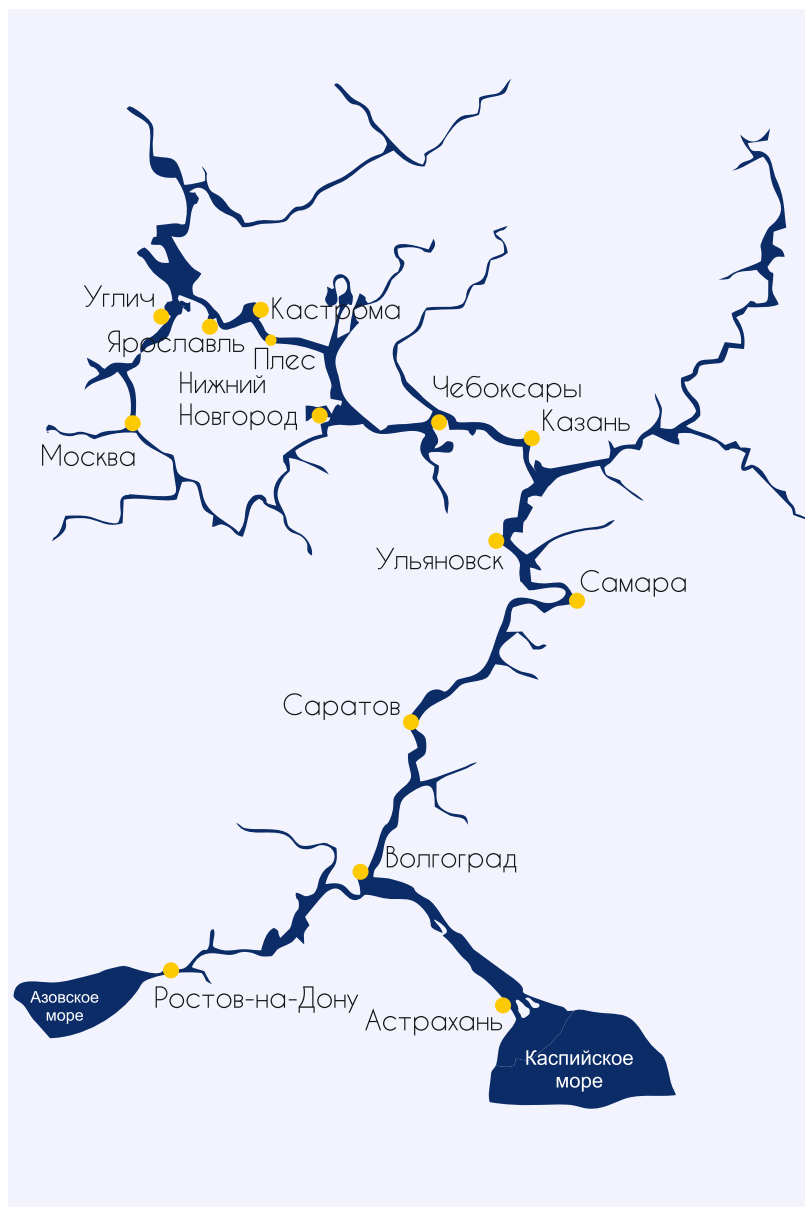 Углич
Кастрома
Ярославль
Плес
Нижний
Новгород
Чебоксары
Казань
Москва
Ульяновск
Самара
Саратов
Волгоград
Азовское
море
Ростов-на-Дону
Астрахань
Каспийское
море